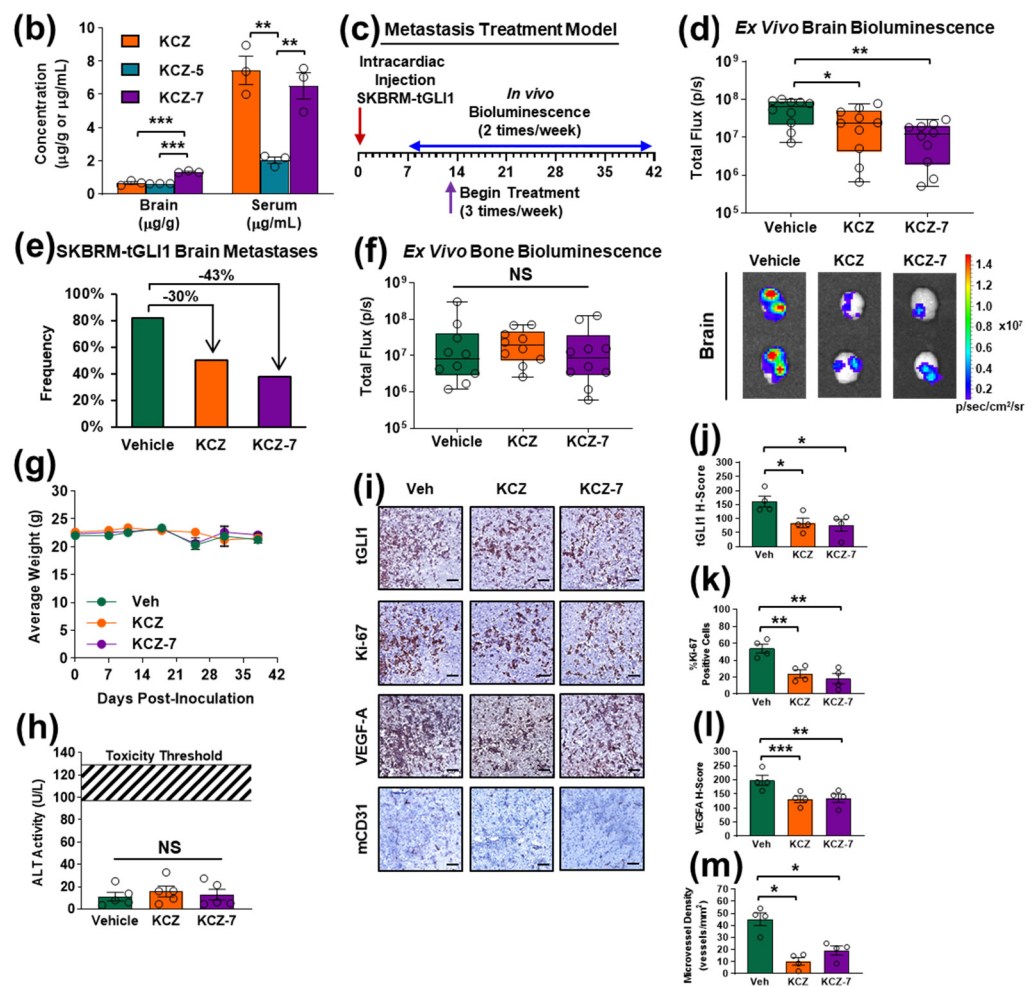 (b)
KCZ
KCZ-5
KCZ-7
**
**
***
***
Concentration
(µg/g or µg/mL)
10
8
6
4
2
0
Brain
(µg/g)
Serum
(µg/mL)
(c)
Metastasis Treatment Model
Intracardiac
Injection
SKBRM-tGLI1
In vivo
Bioluminescence
(2 times/week)
0 7 14 21 28 35 42
Begin Treatment
(3 times/week)
(d)
Ex Vivo Brain Bioluminescence
**
*
Total Flux (p/s)
10⁹
10⁸
10⁷
10⁶
10⁵
Vehicle KCZ KCZ-7
Vehicle KCZ KCZ-7
Brain
1.4
1.2
1.0
0.8
0.6
0.4
0.2
x10⁷
p/sec/cm²/sr
(e)
SKBRM-tGLI1 Brain Metastases
-43%
-30%
Frequency
100%
80%
60%
40%
20%
0%
Vehicle KCZ KCZ-7
(f)
Ex Vivo Bone Bioluminescence
NS
Total Flux (p/s)
10⁹
10⁸
10⁷
10⁶
10⁵
Vehicle KCZ KCZ-7
(g)
Average Weight (g)
30
25
20
15
10
5
0
Veh
KCZ
KCZ-7
0 7 14 21 28 35 42
Days Post-Inoculation
(h)
Toxicity Threshold
ALT Activity (U/L)
140
120
100
80
60
40
20
0
NS
Vehicle KCZ KCZ-7
(i)
Veh KCZ KCZ-7
tGLI1
Ki-67
VEGF-A
mCD31
(j)
*
*
tGLI1 H-Score
300
250
200
150
100
50
0
Veh KCZ KCZ-7
(k)
**
**
%Ki-67
Positive Cells
100
80
60
40
20
0
Veh KCZ KCZ-7
(l)
**
***
VEGFA H-Score
300
250
200
150
100
50
0
Veh KCZ KCZ-7
(m)
*
*
Microvessel Density
(vessels/mm²)
70
60
50
40
30
20
10
0
Veh KCZ KCZ-7